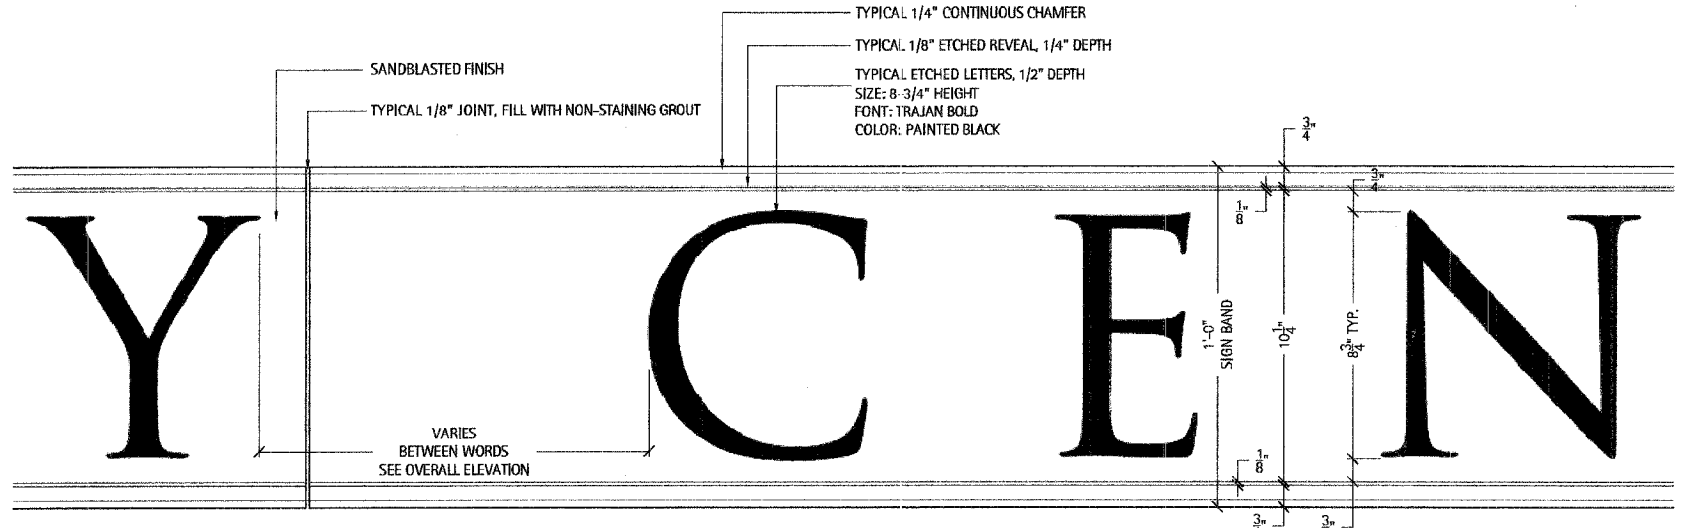 TYPICAL 1/4" CONTINUOUS CHAMFER
TYPICAL 1/8" ETCHED REVEAL, 1/4" DEPTH
SANDBLASTED FINISH
TYPICAL ETCHED LETTERS, 1/2" DEPTH
SIZE: 8-3/4" HEIGHT
FONT: TRAJAN BOLD
COLOR: PAINTED BLACK
TYPICAL 1/8" JOINT, FILL WITH NON-STAINING GROUT
3/4"
3/4"
1/8"
Y CEN
1'-0"
SIGN BAND
10 1/4"
8 3/4" TYP.
VARIES
BETWEEN WORDS
SEE OVERALL ELEVATION
1/8"
3"
3"